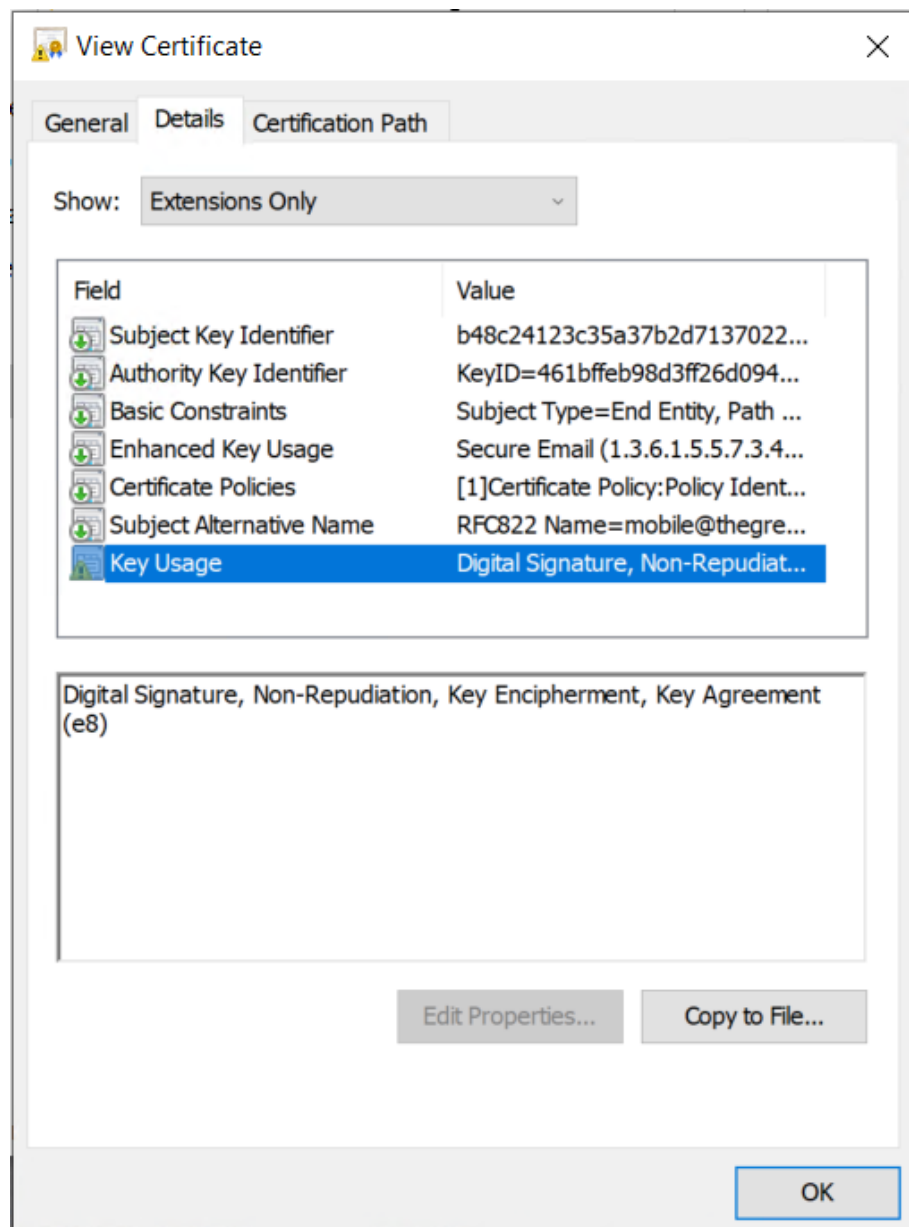 View Certificate
General Details Certification Path
Show: Extensions Only
Field Value
Subject Key Identifier b48c24123c35a37b2d7137022...
Authority Key Identifier KeyID=461bffeb98d3ff26d094...
Basic Constraints Subject Type=End Entity, Path ...
Enhanced Key Usage Secure Email (1.3.6.1.5.5.7.3.4...
Certificate Policies [1]Certificate Policy:Policy Ident...
Subject Alternative Name RFC822 Name=mobile@thegre...
Key Usage Digital Signature, Non-Repudiat...
Digital Signature, Non-Repudiation, Key Encipherment, Key Agreement
(e8)
Edit Properties... Copy to File...
OK